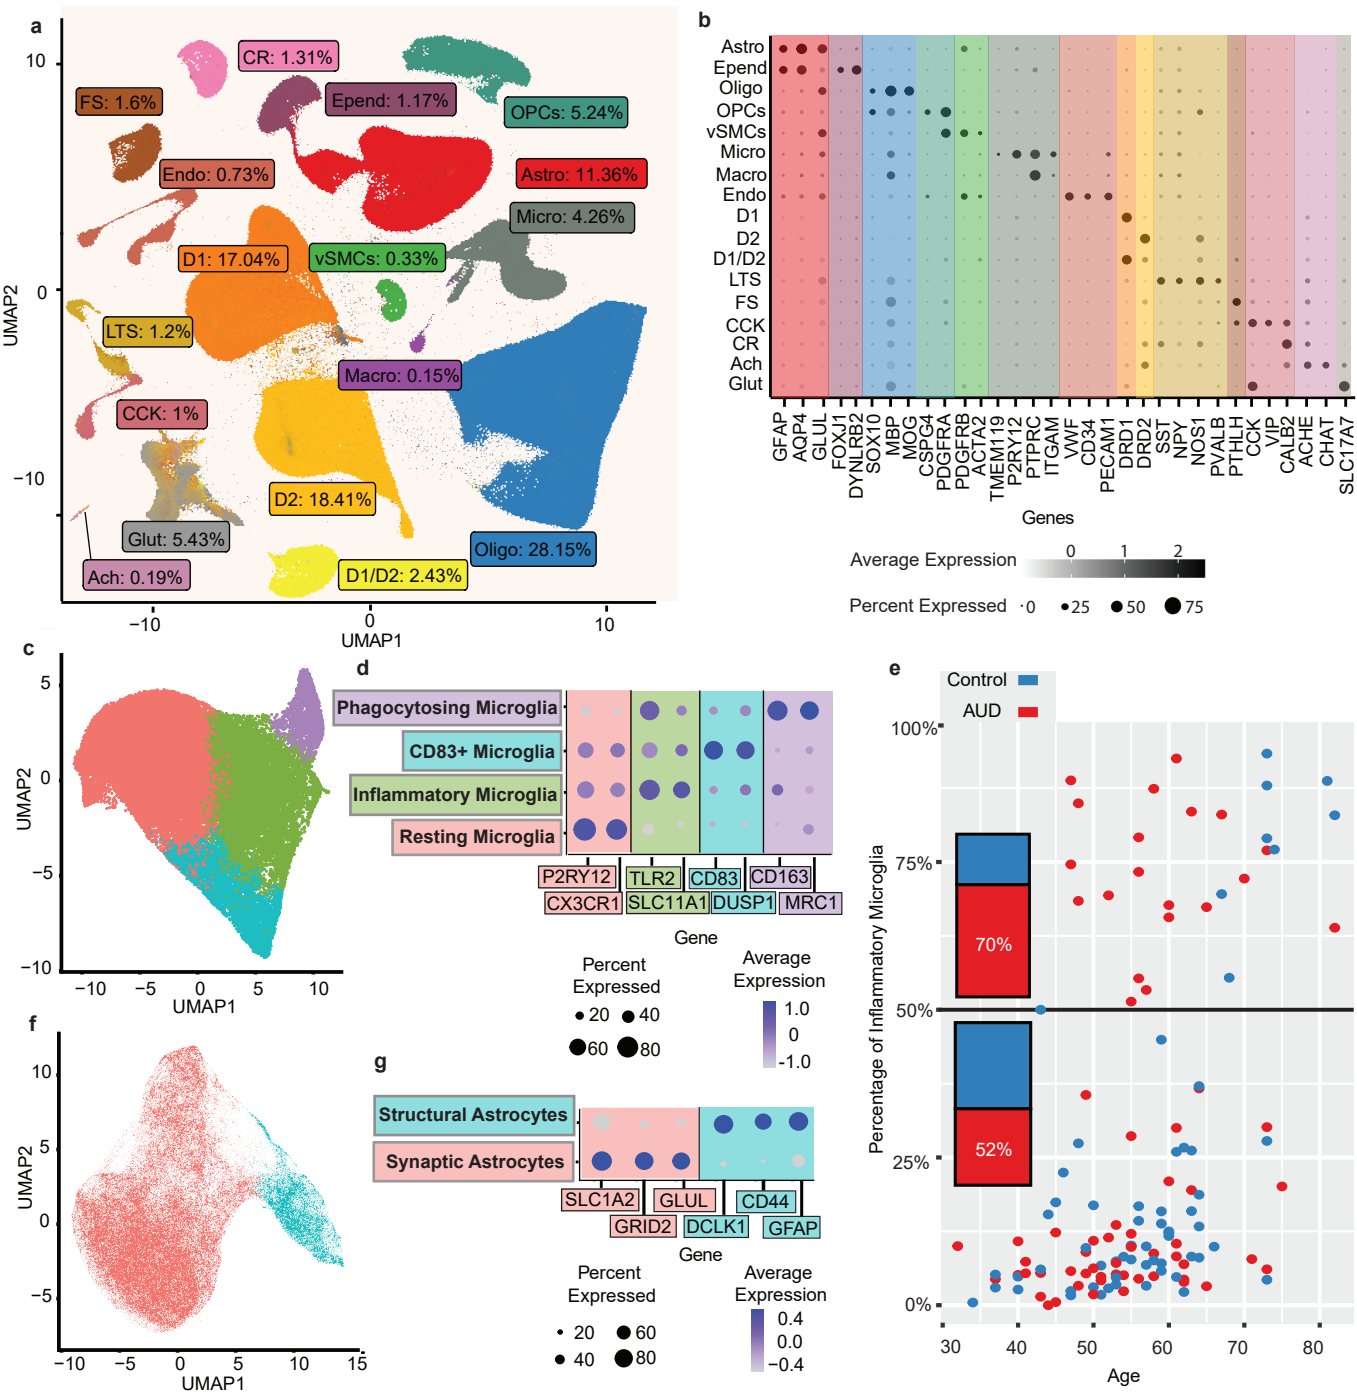 a
CR: 1.31%
FS: 1.6%
Epend: 1.17%
OPCs: 5.24%
Endo: 0.73%
Astro: 11.36%
Micro: 4.26%
D1: 17.04%
vSMCs: 0.33%
LTS: 1.2%
Macro: 0.15%
CCK: 1%
D2: 18.41%
Glut: 5.43%
Oligo: 28.15%
Ach: 0.19%
D1/D2: 2.43%
10
0
−10
UMAP2
−10
0
10
UMAP1
b
Astro
Epend
Oligo
OPCs
vSMCs
Micro
Macro
Endo
D1
D2
D1/D2
LTS
FS
CCK
CR
Ach
Glut
GFAP
AQP4
GLUL
FOXJ1
DYNLRB2
SOX10
MBP
MOG
CSPG4
PDGFRA
PDGFRB
ACTA2
TMEM119
P2RY12
PTPRC
ITGAM
VWF
CD34
PECAM1
DRD1
DRD2
SST
NPY
NOS1
PVALB
PTHLH
CCK
VIP
CALB2
ACHE
CHAT
SLC17A7
Genes
Average Expression
0 1 2
Percent Expressed
0 25 50 75
c
5
0
−5
−10
UMAP2
−10 −5 0 5 10
UMAP1
d
Phagocytosing Microglia
CD83+ Microglia
Inflammatory Microglia
Resting Microglia
P2RY12 TLR2 CD83 CD163
CX3CR1 SLC11A1 DUSP1 MRC1
Gene
Percent
Expressed
20 40
60 80
Average
Expression
1.0
0
-1.0
e
Control
AUD
100%
75%
50%
25%
0%
Percentage of Inflammatory Microglia
70%
52%
30 40 50 60 70 80
Age
f
10
5
0
−5
UMAP2
−10 −5 0 5 10 15
UMAP1
g
Structural Astrocytes
Synaptic Astrocytes
SLC1A2 GLUL CD44
GRID2 DCLK1 GFAP
Gene
Percent
Expressed
20 60
40 80
Average
Expression
0.4
0.0
−0.4